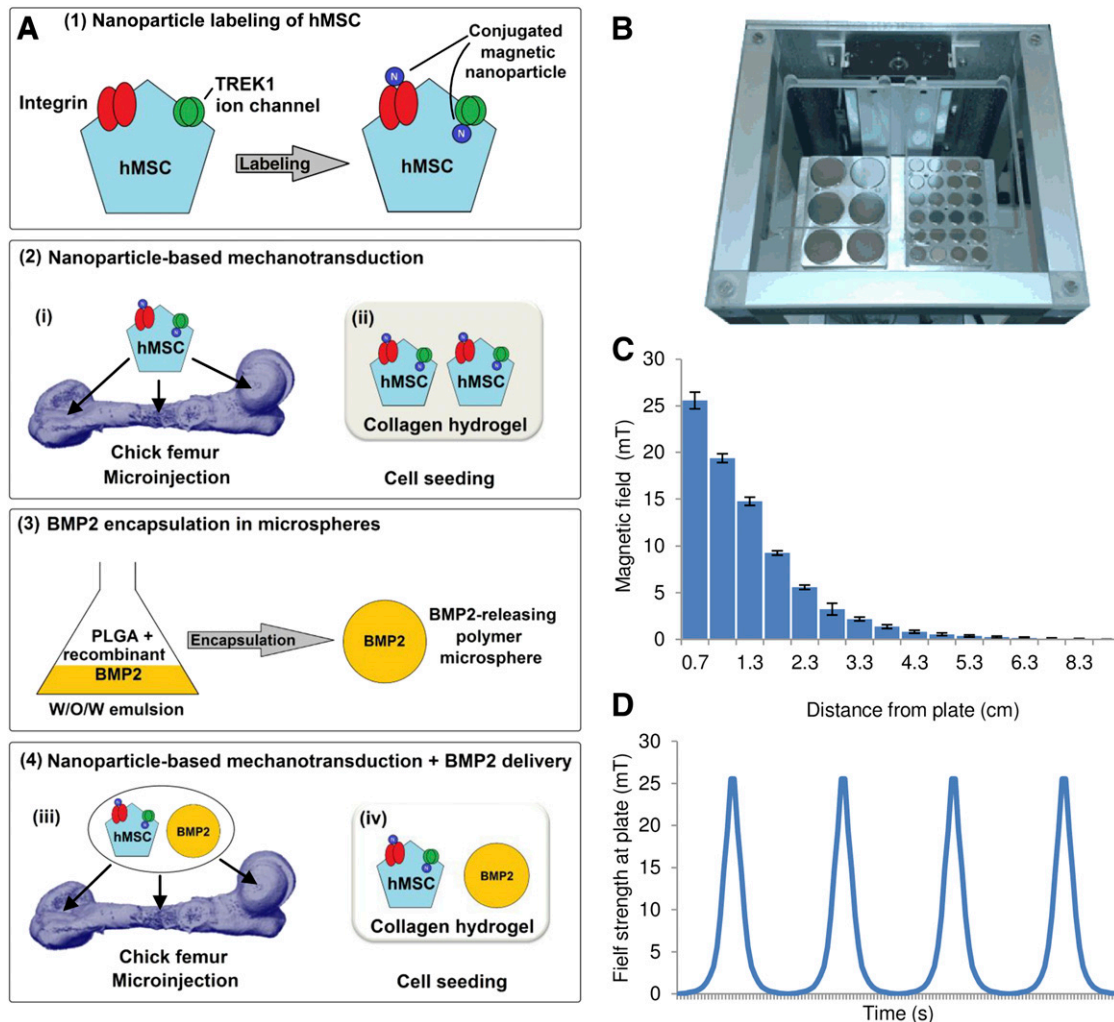 A
(1) Nanoparticle labeling of hMSC
Integrin
TREK1
ion channel
hMSC
Labeling
N
Conjugated
magnetic
nanoparticle
N
hMSC
(2) Nanoparticle-based mechanotransduction
(i)
N
N
hMSC
Chick femur
Microinjection
(ii)
N
N
N
N
hMSC
hMSC
Collagen hydrogel
Cell seeding
(3) BMP2 encapsulation in microspheres
PLGA +
recombinant
BMP2
W/O/W emulsion
Encapsulation
BMP2
BMP2-releasing
polymer
microsphere
(4) Nanoparticle-based mechanotransduction + BMP2 delivery
(iii)
N
N
hMSC
BMP2
Chick femur
Microinjection
(iv)
N
N
hMSC
BMP2
Collagen hydrogel
Cell seeding
B
C
Magnetic field (mT)
30
25
20
15
10
5
0
0.7 1.3 2.3 3.3 4.3 5.3 6.3 8.3
Distance from plate (cm)
D
Fielf strength at plate (mT)
30
25
20
15
10
5
0
Time (s)